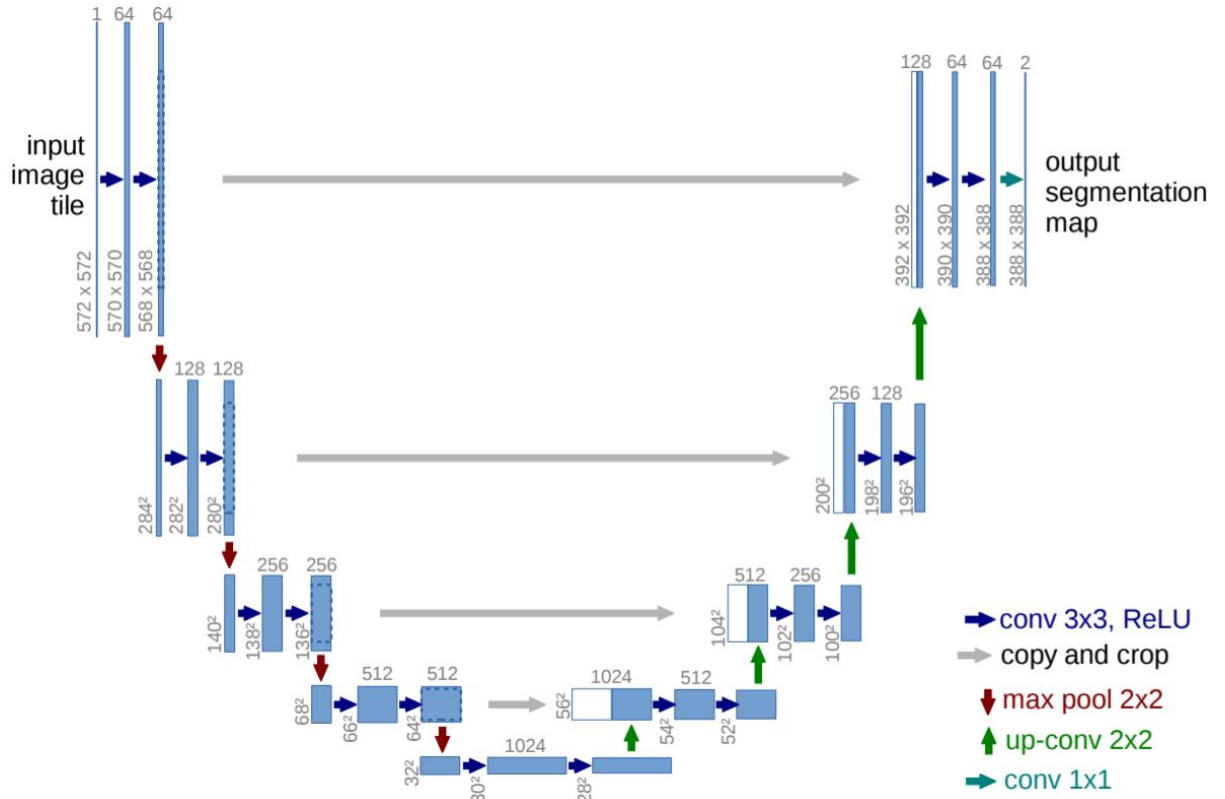 1 64 64
input
image
tile
572 x 572
570 x 570
568 x 568
128 64 64 2
output
segmentation
map
392 x 392
390 x 390
388 x 388
388 x 388
128 128
284²
282²
280²
256 128
200²
198²
196²
256 256
140²
138²
136²
512 256
104²
102²
100²
512 512
68²
66²
64²
1024 512
56²
54²
52²
1024
32²
30²
28²
conv 3x3, ReLU
copy and crop
max pool 2x2
up-conv 2x2
conv 1x1